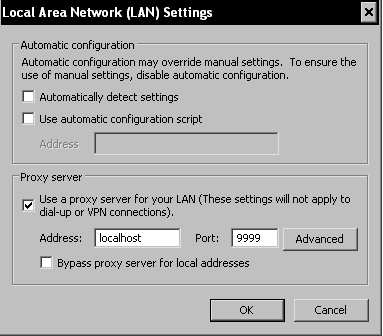 Local Area Network (LAN) Settings
Automatic configuration
Automatic configuration may override manual settings. To ensure the
use of manual settings, disable automatic configuration.
Automatically detect settings
Use automatic configuration script
Address
Proxy server
Use a proxy server for your LAN (These settings will not apply to
dial-up or VPN connections).
Address: localhost Port: 9999 Advanced
Bypass proxy server for local addresses
OK Cancel